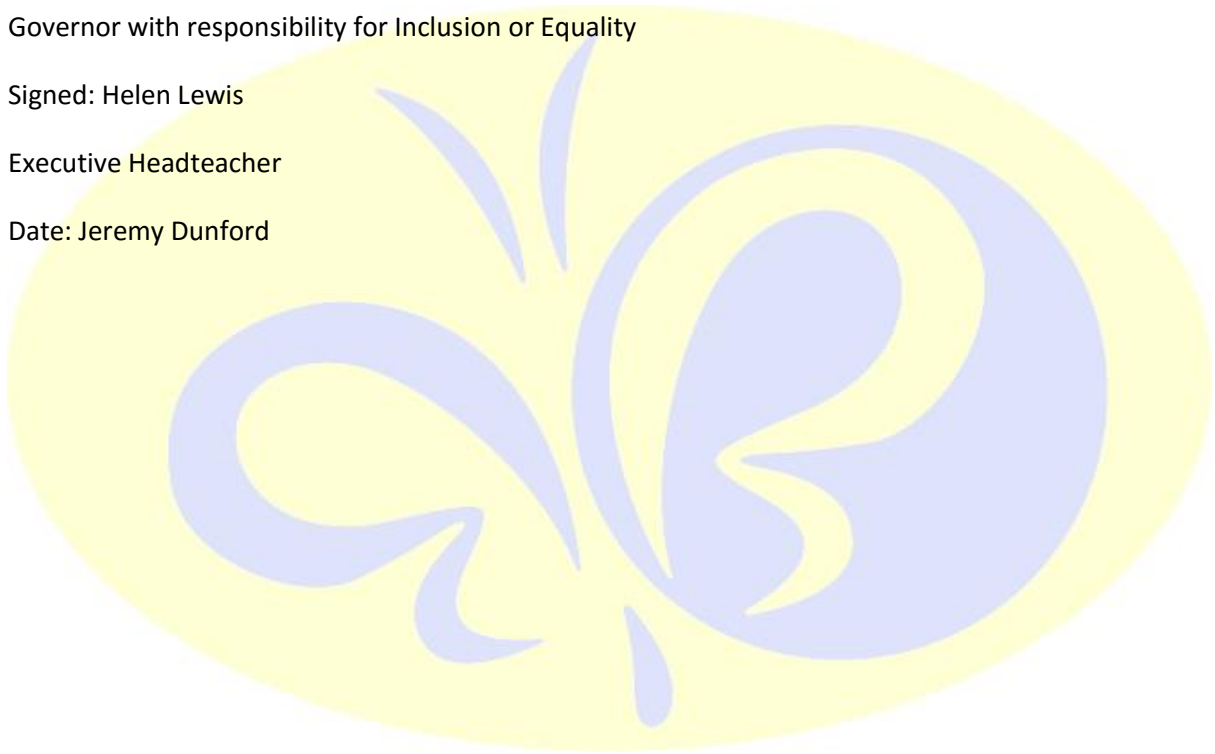 Governor with responsibility for Inclusion or Equality
Signed: Helen Lewis
Executive Headteacher
Date: Jeremy Dunford